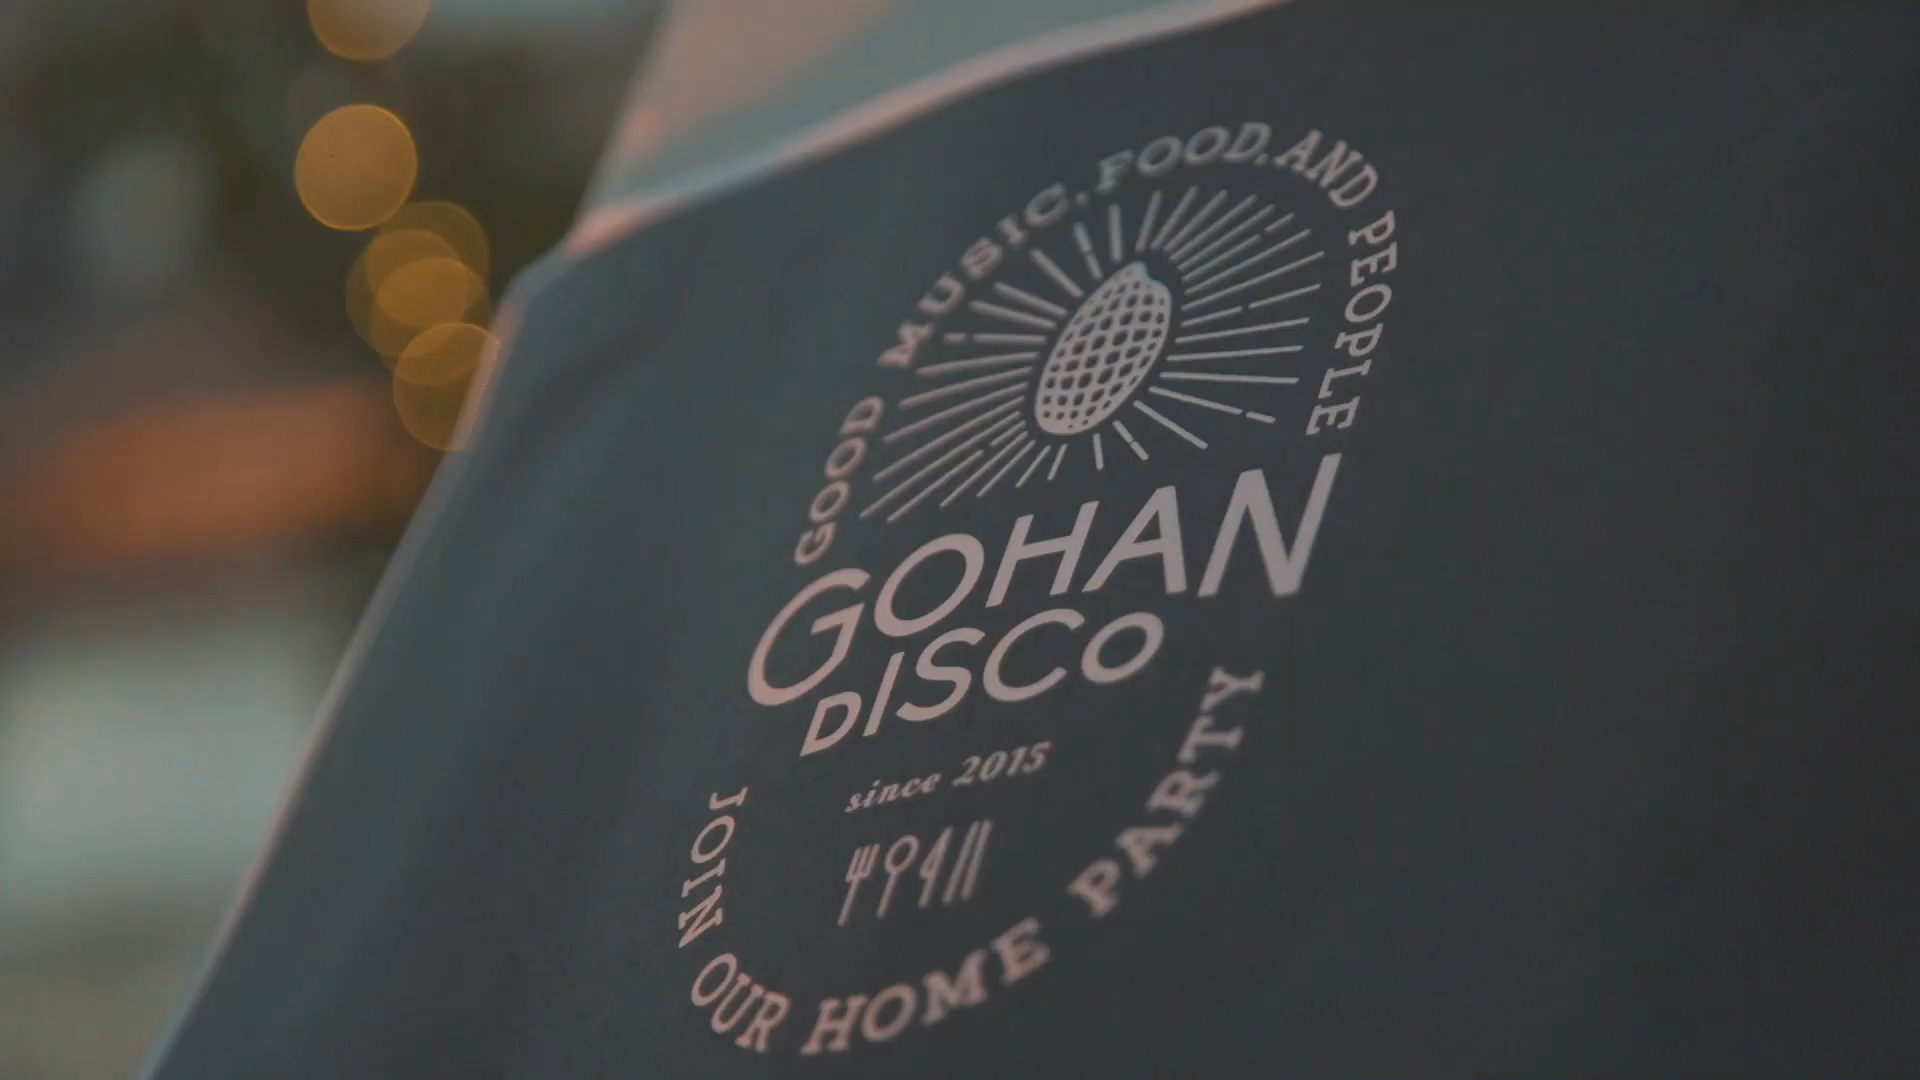 GOOD MUSIC, FOOD, AND PEOPLE
GOHAN
DISCO
since 2015
JOIN OUR HOME PARTY